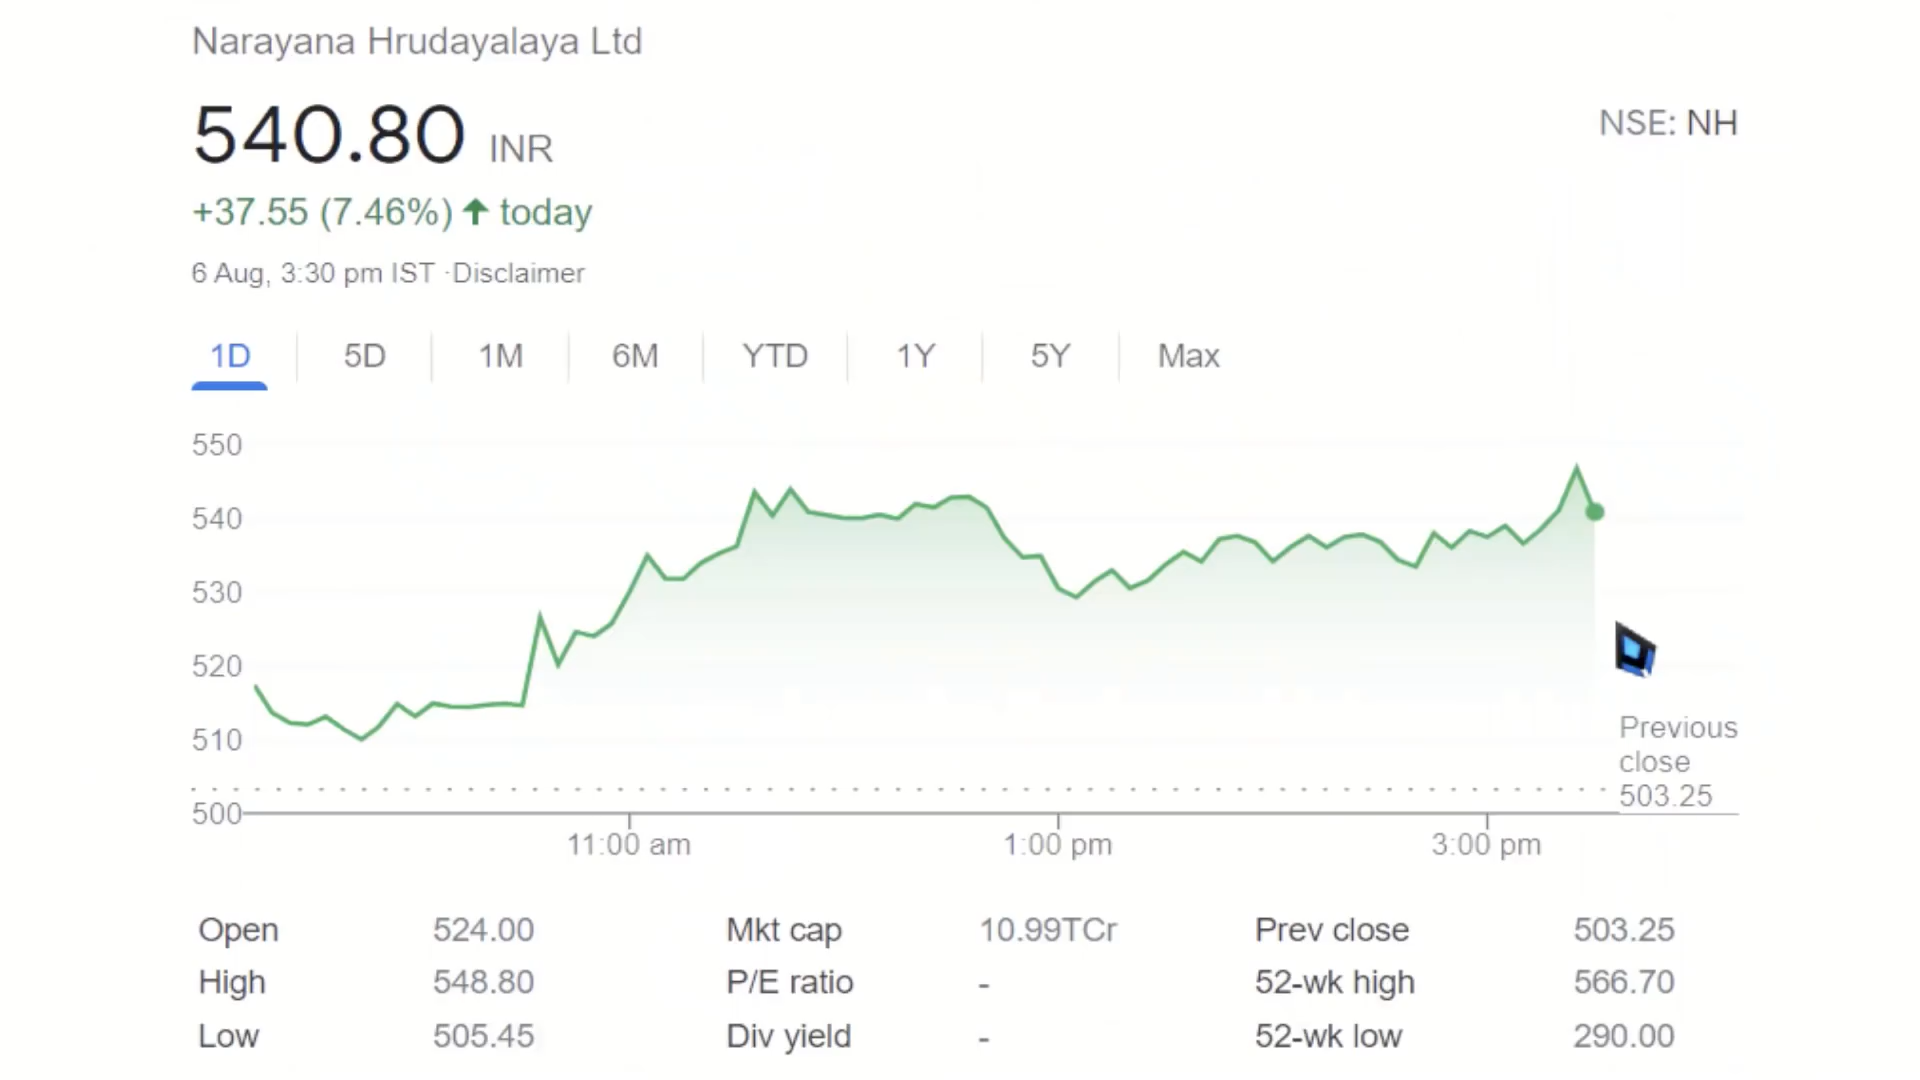 Narayana Hrudayalaya Ltd
540.80 INR
NSE: NH
+37.55 (7.46%) ↑ today
6 Aug, 3:30 pm IST ·Disclaimer
1D 5D 1M 6M YTD 1Y 5Y Max
550
540
530
520
510
500
Previous
close
503.25
11:00 am 1:00 pm 3:00 pm
Open 524.00 Mkt cap 10.99TCr Prev close 503.25
High 548.80 P/E ratio - 52-wk high 566.70
Low 505.45 Div yield - 52-wk low 290.00